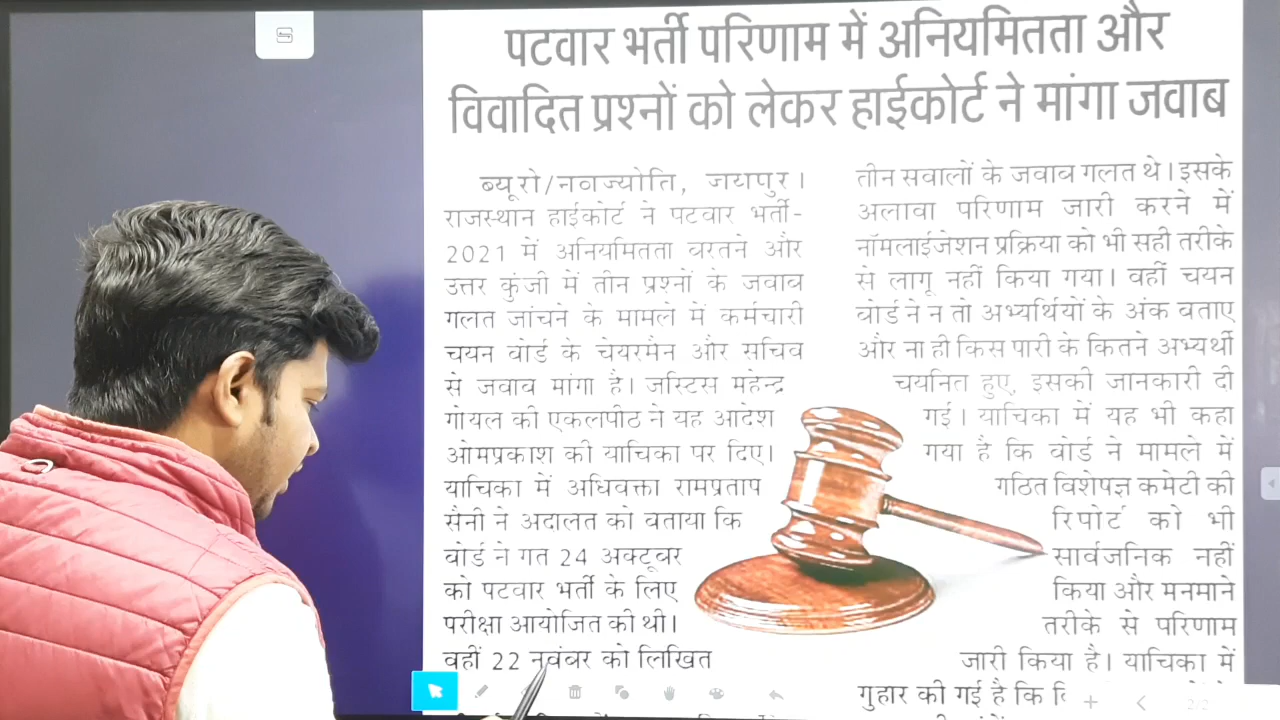 पटवार भर्ती परिणाम में अनियमितता और
विवादित प्रश्नों को लेकर हाईकोर्ट ने मांगा जवाब
ब्यूरो/नवज्योति, जयपुर।
राजस्थान हाईकोर्ट ने पटवार भर्ती-
2021 में अनियमितता बरतने और
उत्तर कुंजी में तीन प्रश्नों के जवाब
गलत जांचने के मामले में कर्मचारी
चयन बोर्ड के चेयरमैन और सचिव
से जवाब मांगा है। जस्टिस महेन्द्र
गोयल की एकलपीठ ने यह आदेश
ओमप्रकाश की याचिका पर दिए।
याचिका में अधिवक्ता रामप्रताप
सैनी ने अदालत को बताया कि
बोर्ड ने गत 24 अक्टूबर
को पटवार भर्ती के लिए
परीक्षा आयोजित की थी।
वहीं 22 नवंबर को लिखित
तीन सवालों के जवाब गलत थे। इसके
अलावा परिणाम जारी करने में
नॉमलाईजेशन प्रक्रिया को भी सही तरीके
से लागू नहीं किया गया। वहीं चयन
बोर्ड ने न तो अभ्यर्थियों के अंक बताए
और ना ही किस पारी के कितने अभ्यर्थी
चयनित हुए, इसकी जानकारी दी
गई। याचिका में यह भी कहा
गया है कि बोर्ड ने मामले में
गठित विशेषज्ञ कमेटी की
रिपोर्ट को भी
सार्वजनिक नहीं
किया और मनमाने
तरीके से परिणाम
जारी किया है। याचिका में
गुहार की गई है कि
2/2